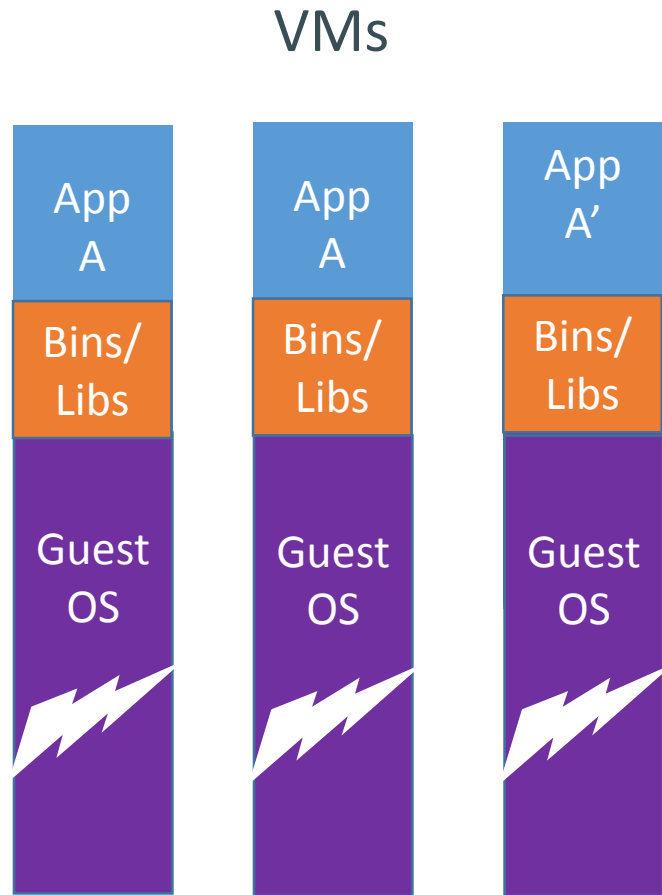 VMs
App
A
Bins/
Libs
Guest
OS
App
A
Bins/
Libs
Guest
OS
App
A’
Bins/
Libs
Guest
OS